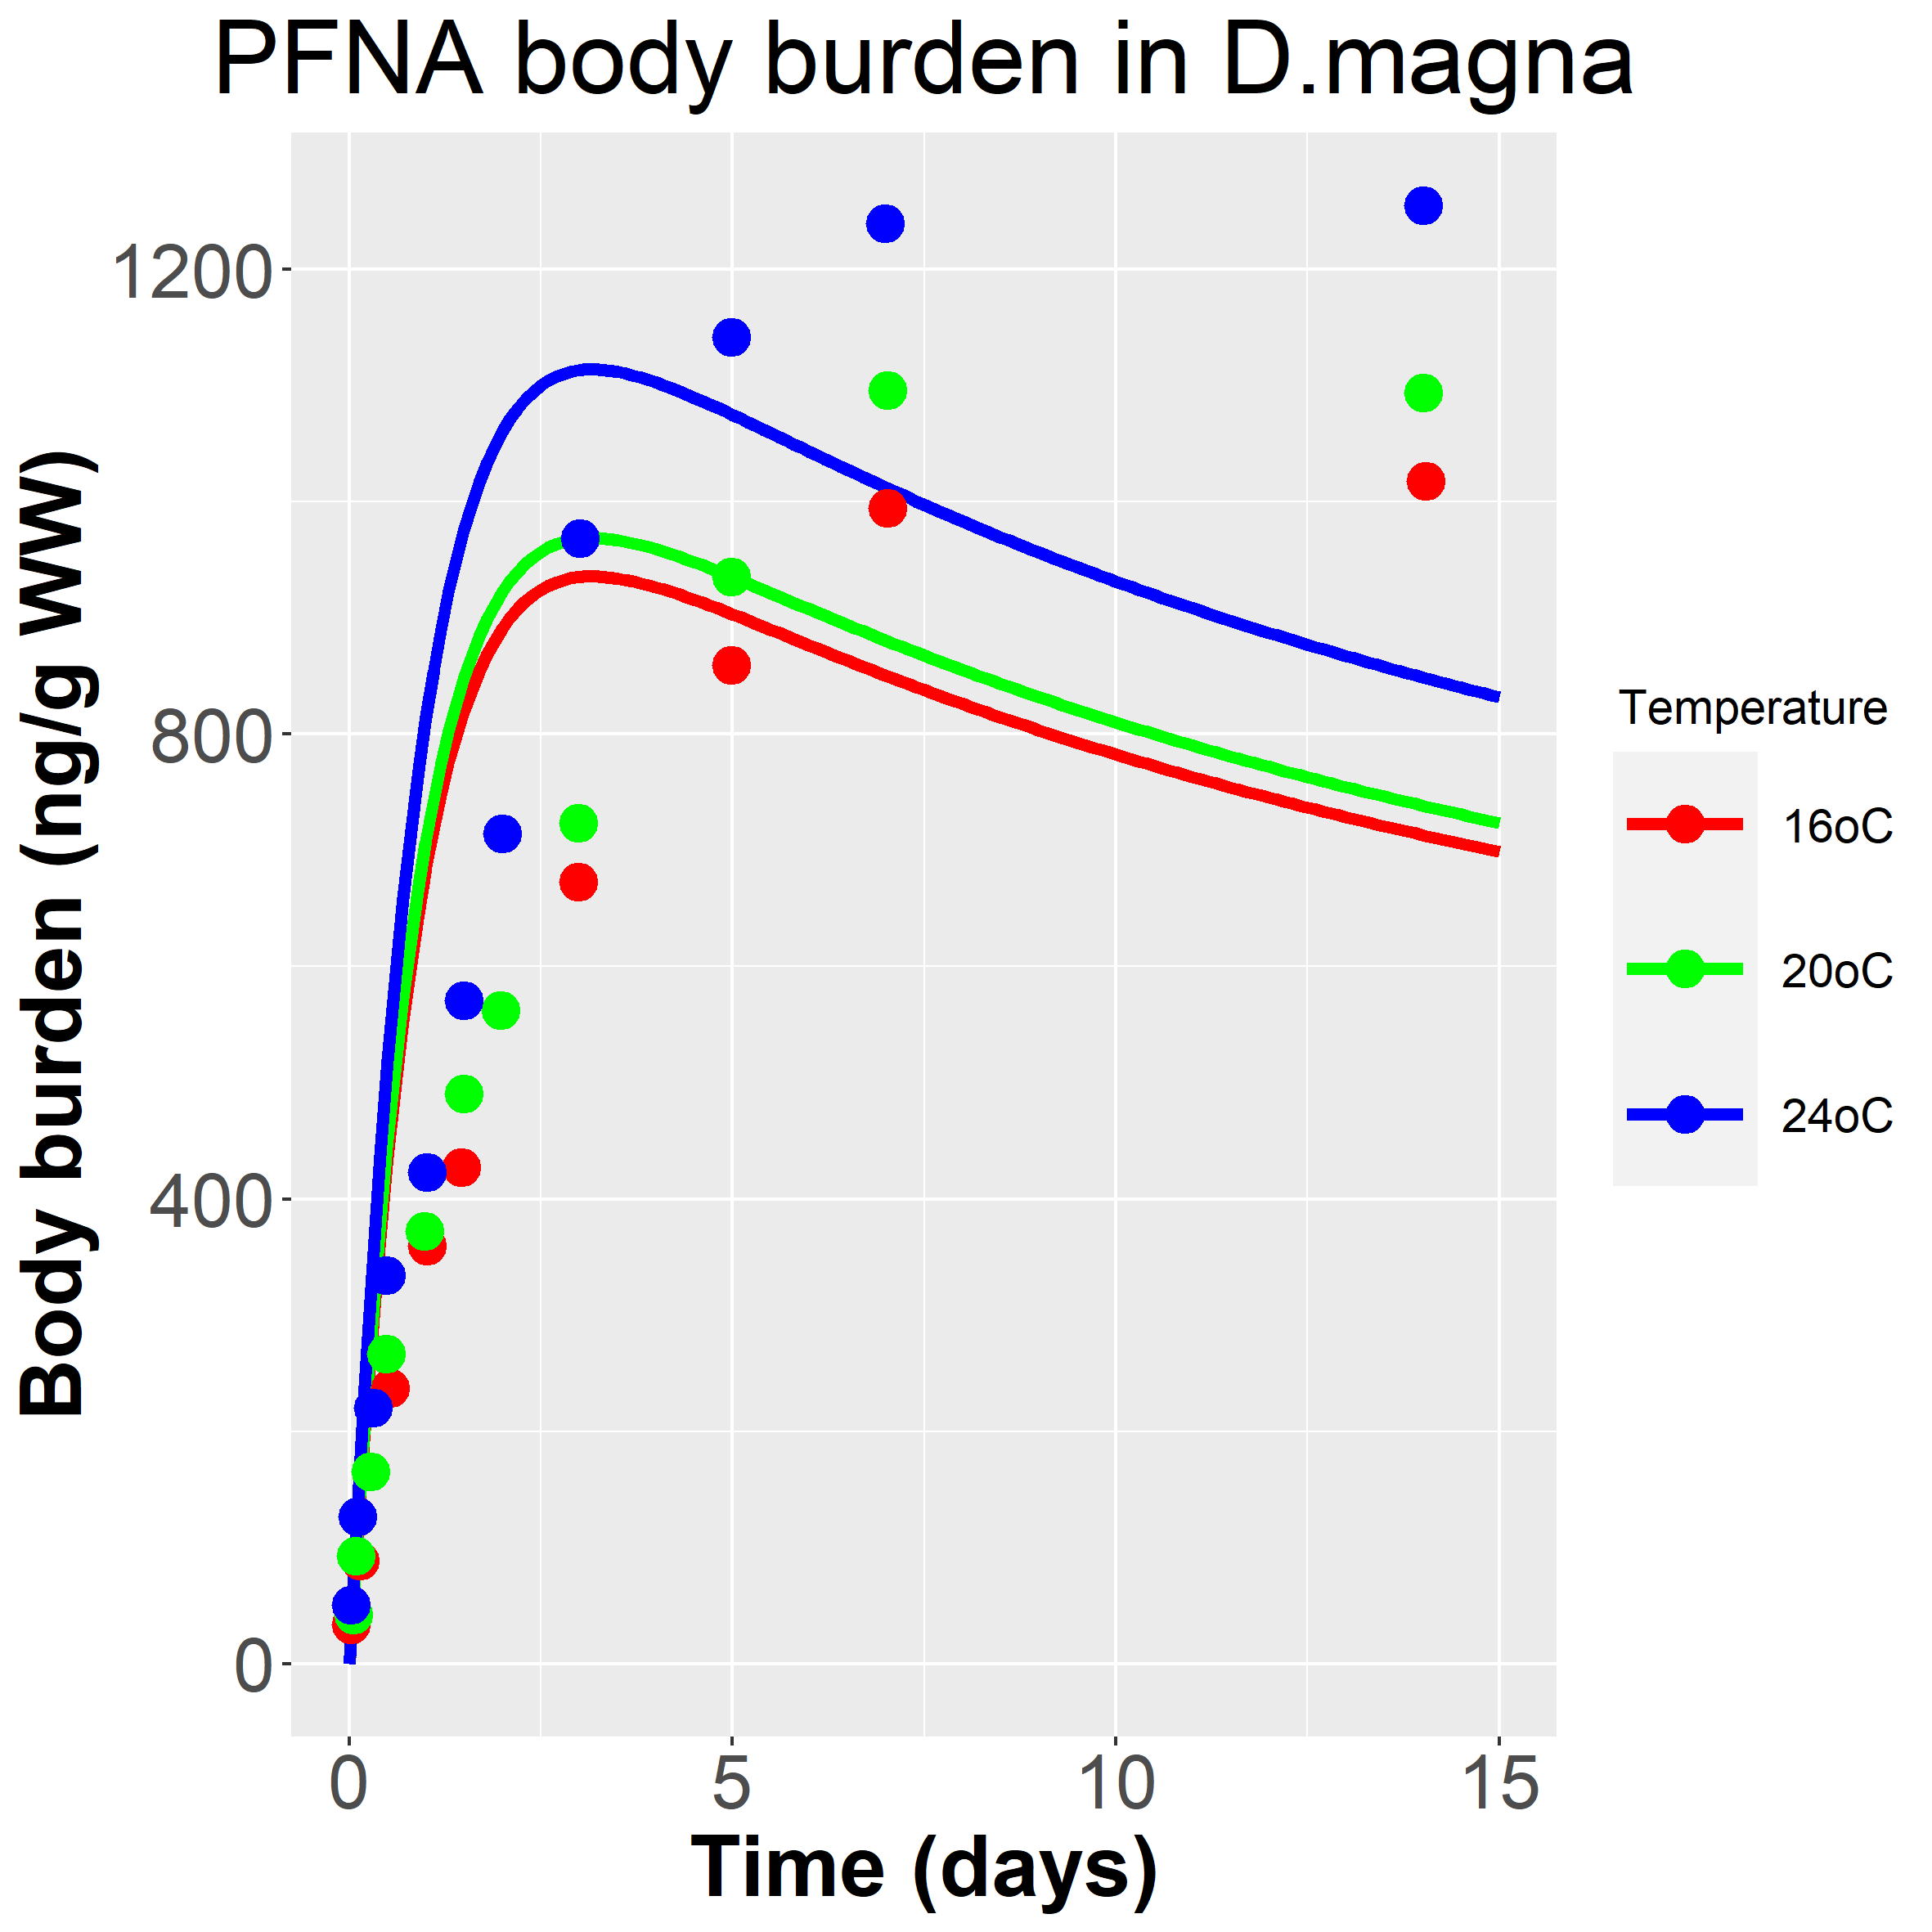 PFNA body burden in D.magna
Body burden (ng/g WW)
1200
800
400
0
0 5 10 15
Time (days)
Temperature
16oC
20oC
24oC